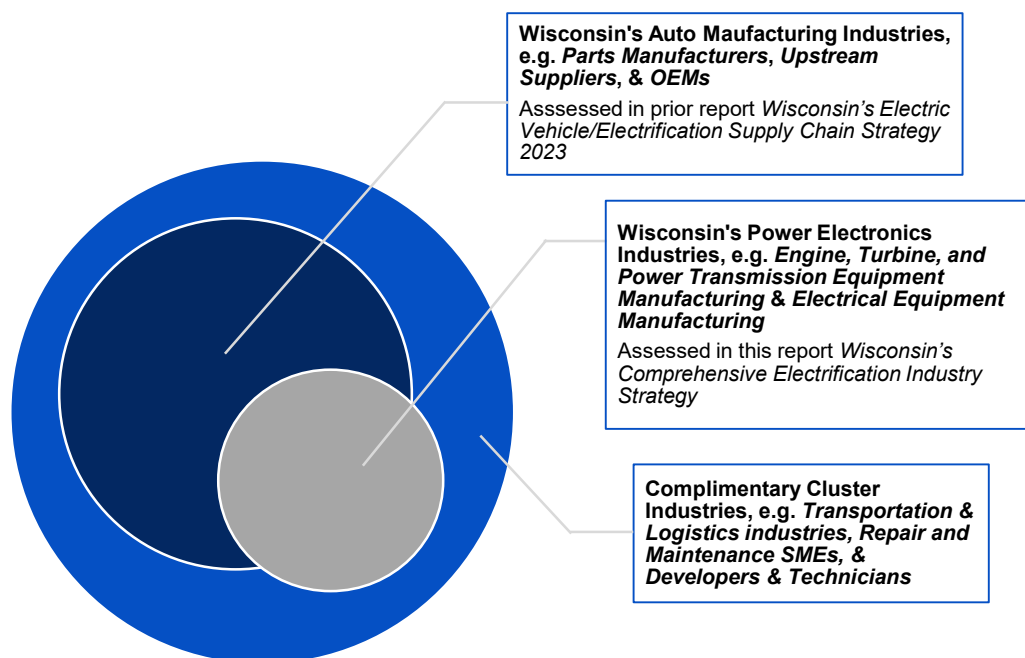 Wisconsin's Auto Maufacturing Industries,
e.g. Parts Manufacturers, Upstream
Suppliers, & OEMs
Asssessed in prior report Wisconsin's Electric
Vehicle/Electrification Supply Chain Strategy
2023
Wisconsin's Power Electronics
Industries, e.g. Engine, Turbine, and
Power Transmission Equipment
Manufacturing & Electrical Equipment
Manufacturing
Assessed in this report Wisconsin's
Comprehensive Electrification Industry
Strategy
Complimentary Cluster
Industries, e.g. Transportation &
Logistics industries, Repair and
Maintenance SMEs, &
Developers & Technicians